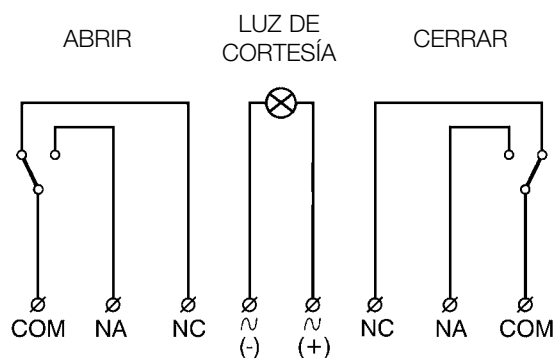 ABRIR
LUZ DE
CORTESÍA
CERRAR
COM NA NC ~ ~ NC NA COM
(-) (+)